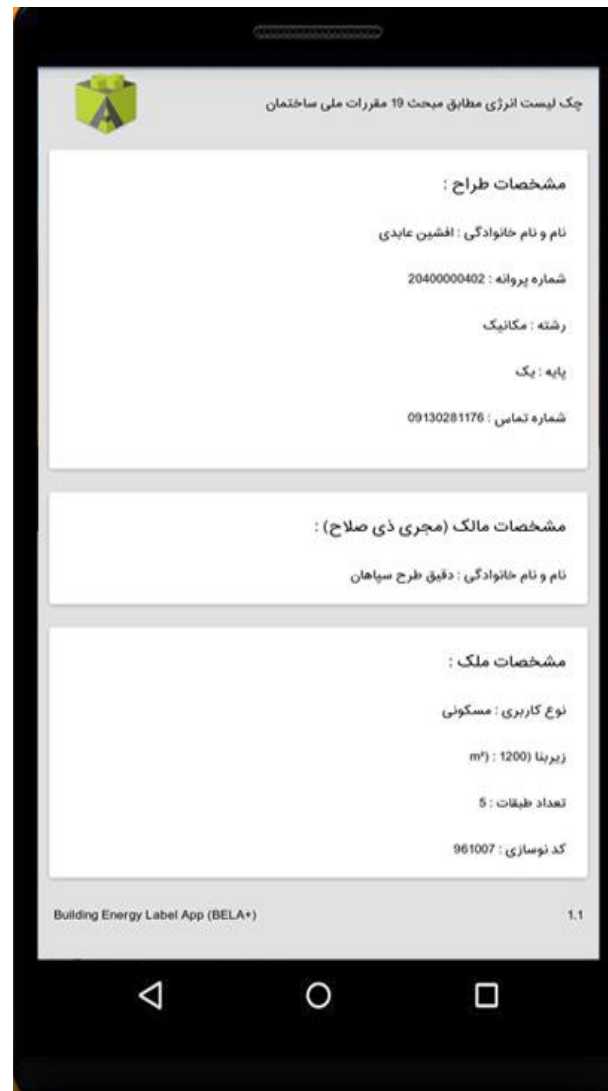 چک لیست انرژی مطابق مبحث 19 مقررات ملی ساختمان
مشخصات طراح :
نام و نام خانوادگی : افشین عابدی
شماره پروانه : 20400000402
رشته : مکانیک
پایه : یک
شماره تماس : 09130281176
مشخصات مالک (مجری ذی صلاح) :
نام و نام خانوادگی : دقیق طرح سپاهان
مشخصات ملک :
نوع کاربری : مسکونی
زیربنا (m²) : 1200
تعداد طبقات : 5
کد نوسازی : 961007
Building Energy Label App (BELA+) 1.1